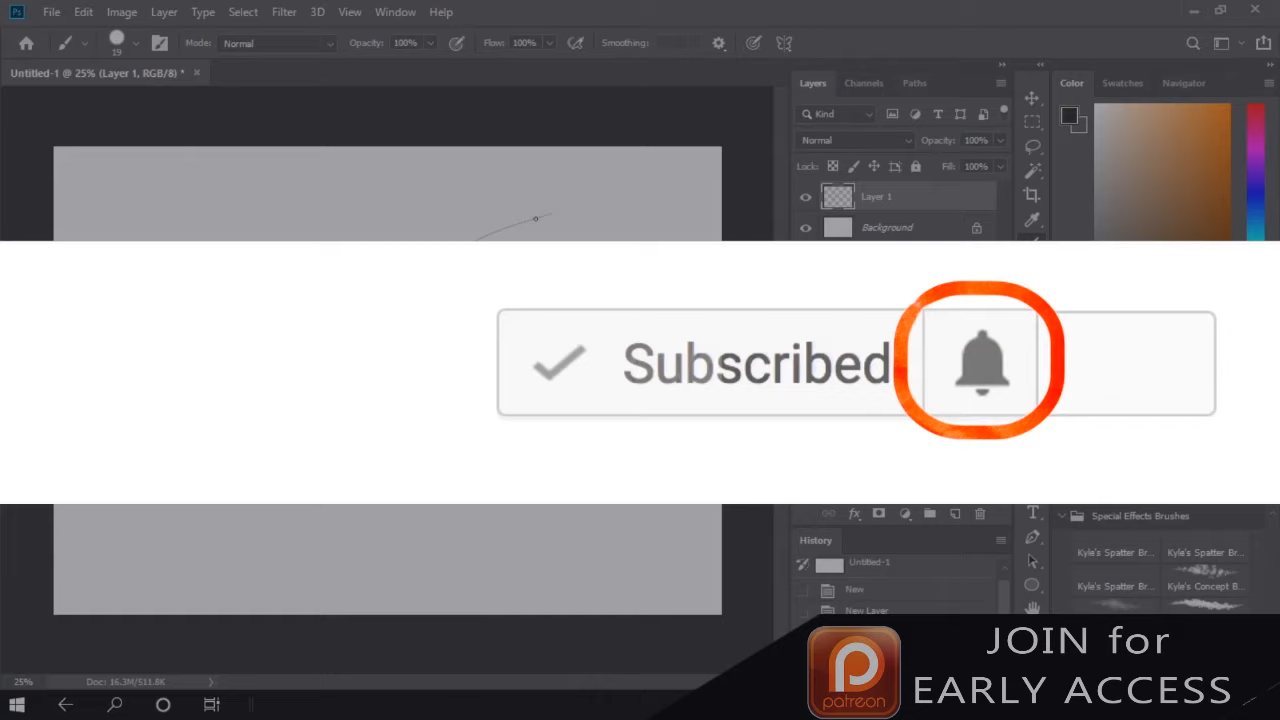 Ps File Edit Image Layer Type Select Filter 3D View Window Help
19 Mode: Normal Opacity: 100% Flow: 100% Smoothing:
Untitled-1 @ 25% (Layer 1, RGB/8) * ×
Layers Channels Paths
Color Swatches Navigator
Kind
Normal Opacity: 100%
Lock: Fill: 100%
Layer 1
Background
Subscribed
fx
Special Effects Brushes
History
Untitled-1
New
New Layer
Kyle's Spatter Br... Kyle's Spatter Br...
Kyle's Spatter Br... Kyle's Concept B...
JOIN for
EARLY ACCESS
patreon
25% Doc: 16.3M/511.8K